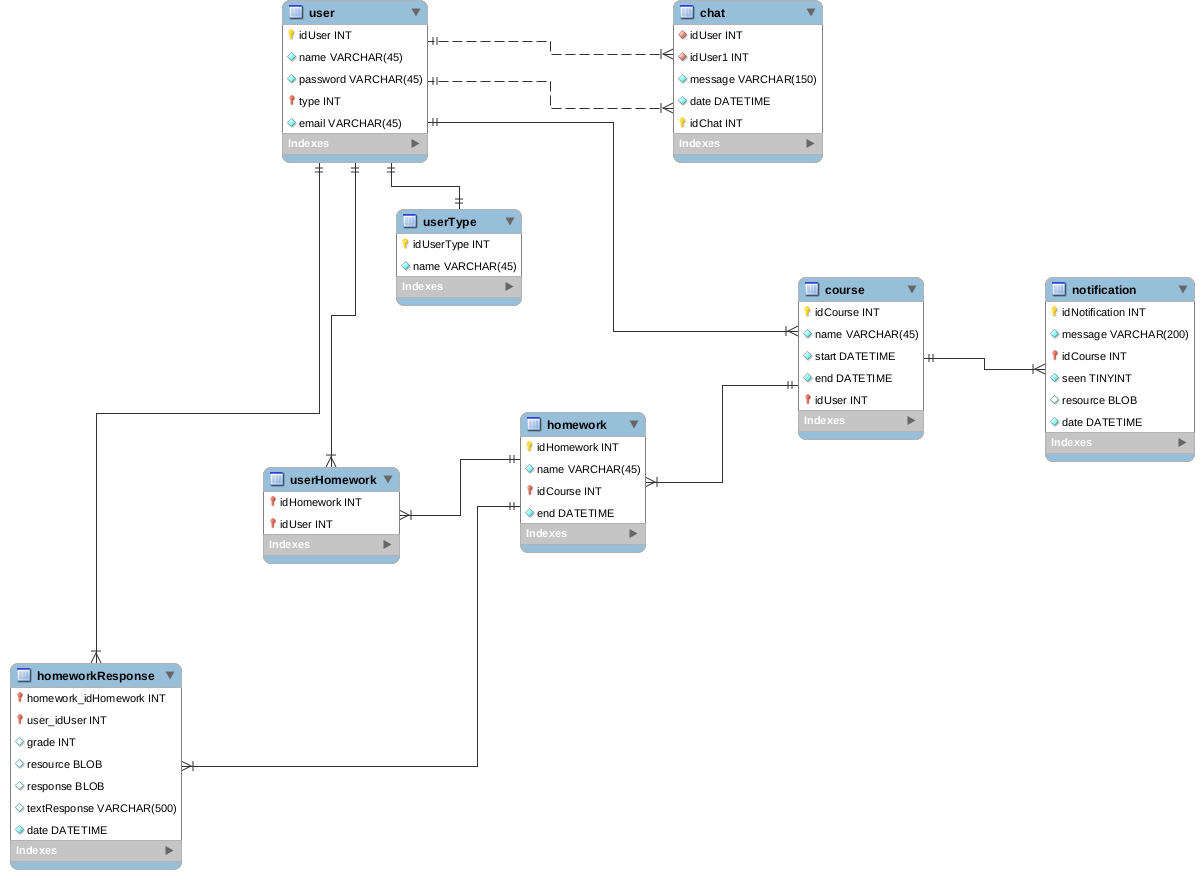 user
idUser INT
name VARCHAR(45)
password VARCHAR(45)
type INT
email VARCHAR(45)
Indexes
chat
idUser INT
idUser1 INT
message VARCHAR(150)
date DATETIME
idChat INT
Indexes
userType
idUserType INT
name VARCHAR(45)
Indexes
course
idCourse INT
name VARCHAR(45)
start DATETIME
end DATETIME
idUser INT
Indexes
notification
idNotification INT
message VARCHAR(200)
idCourse INT
seen TINYINT
resource BLOB
date DATETIME
Indexes
homework
idHomework INT
name VARCHAR(45)
idCourse INT
end DATETIME
Indexes
userHomework
idHomework INT
idUser INT
Indexes
homeworkResponse
homework_idHomework INT
user_idUser INT
grade INT
resource BLOB
response BLOB
textResponse VARCHAR(500)
date DATETIME
Indexes